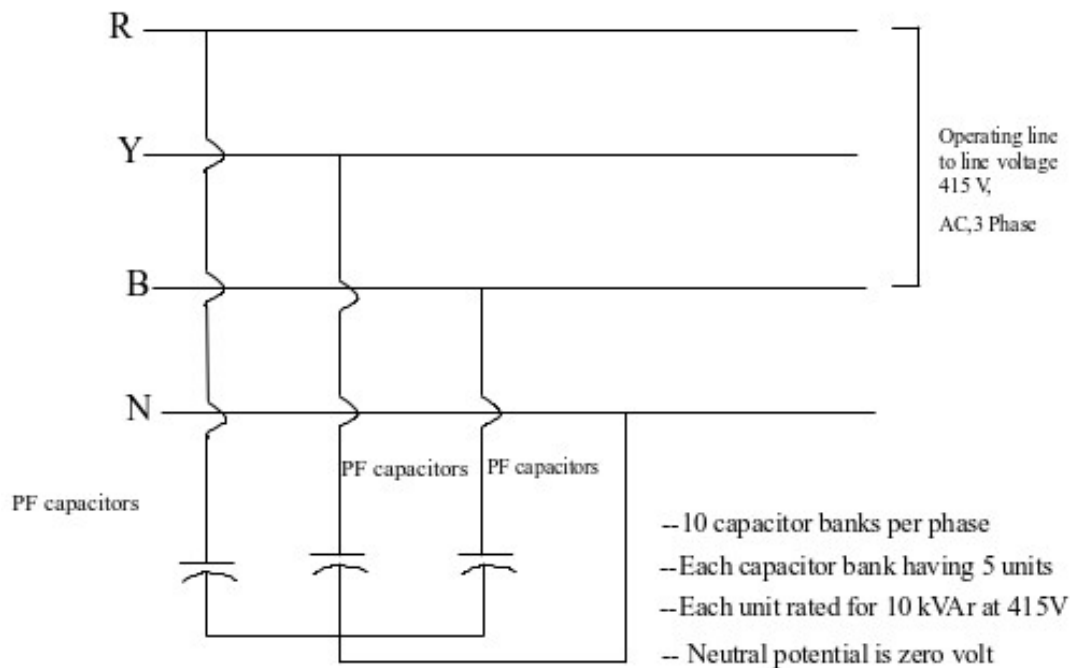 R
Y
B
N
Operating line
to line voltage
415 V,
AC,3 Phase
PF capacitors
PF capacitors
PF capacitors
--10 capacitor banks per phase
--Each capacitor bank having 5 units
--Each unit rated for 10 kVAr at 415V
-- Neutral potential is zero volt